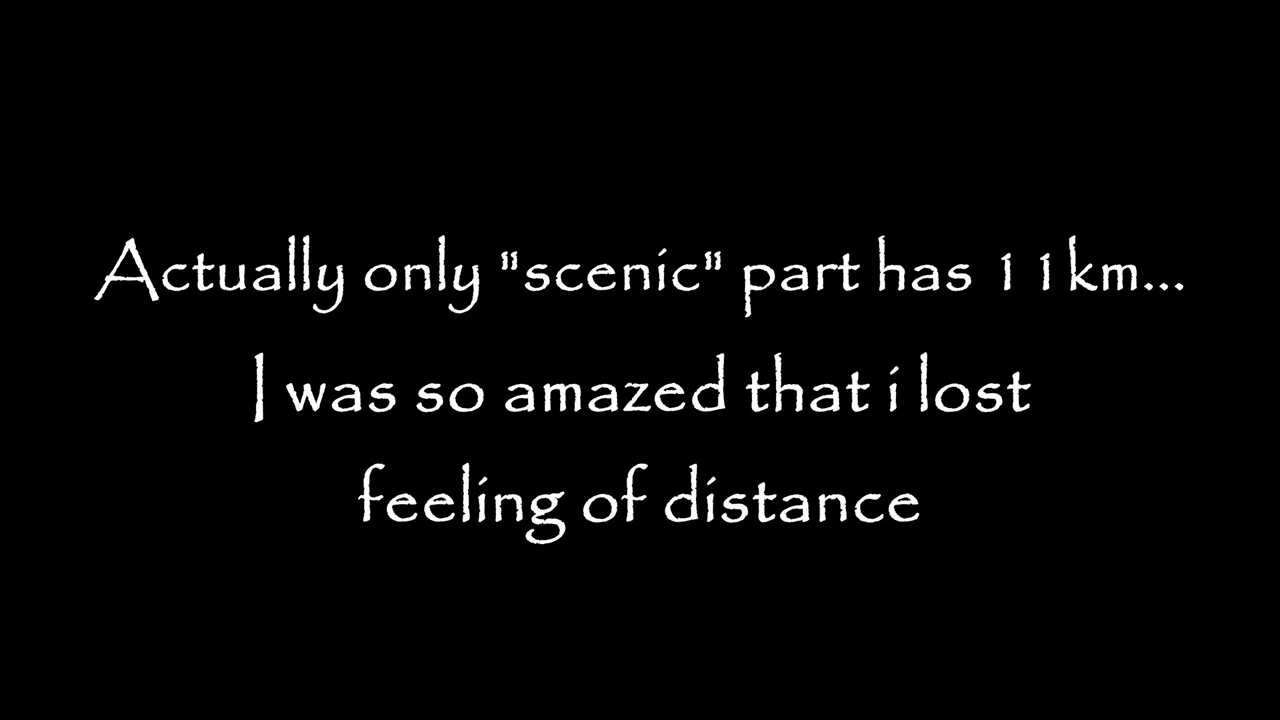 Actually only "scenic" part has 11km...
I was so amazed that i lost
feeling of distance